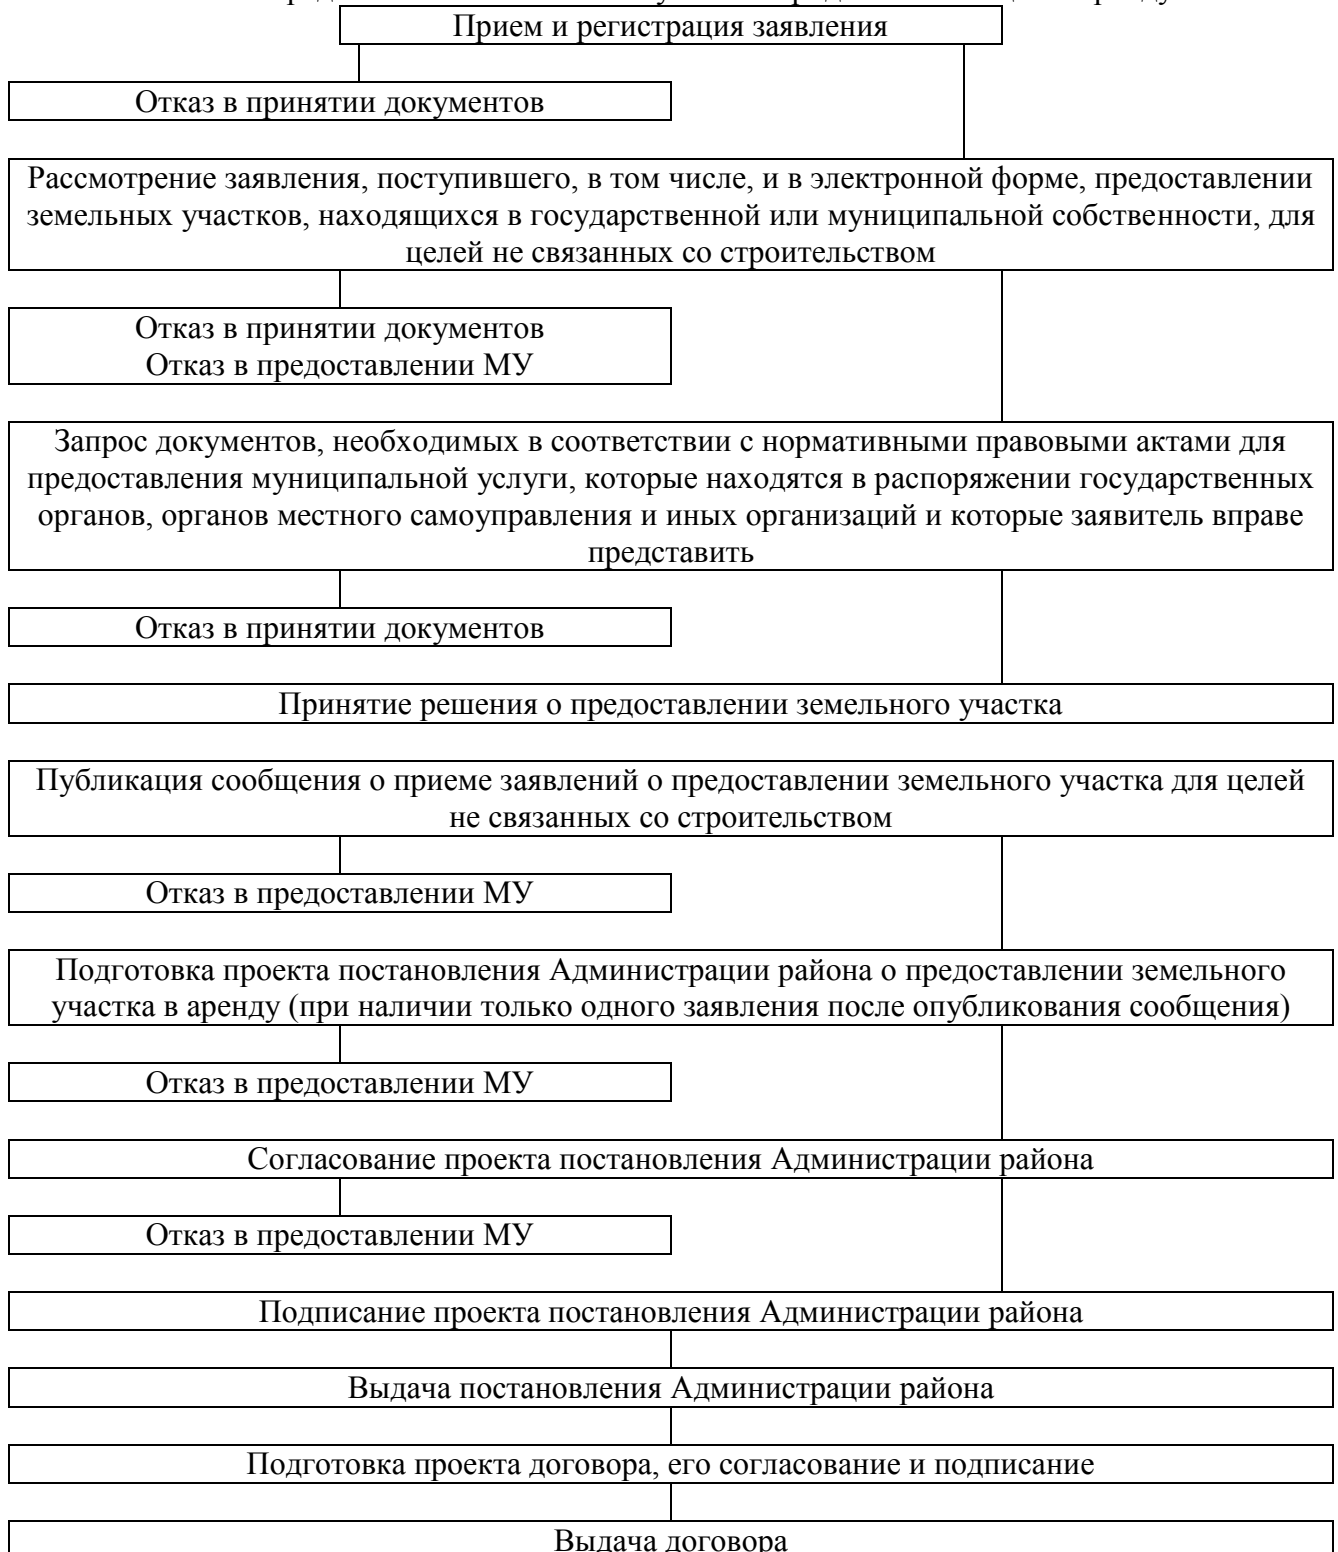 Прием и регистрация заявления
Отказ в принятии документов
Рассмотрение заявления, поступившего, в том числе, и в электронной форме, предоставлении
земельных участков, находящихся в государственной или муниципальной собственности, для
целей не связанных со строительством
Отказ в принятии документов
Отказ в предоставлении МУ
Запрос документов, необходимых в соответствии с нормативными правовыми актами для
предоставления муниципальной услуги, которые находятся в распоряжении государственных
органов, органов местного самоуправления и иных организаций и которые заявитель вправе
представить
Отказ в принятии документов
Принятие решения о предоставлении земельного участка
Публикация сообщения о приеме заявлений о предоставлении земельного участка для целей
не связанных со строительством
Отказ в предоставлении МУ
Подготовка проекта постановления Администрации района о предоставлении земельного
участка в аренду (при наличии только одного заявления после опубликования сообщения)
Отказ в предоставлении МУ
Согласование проекта постановления Администрации района
Отказ в предоставлении МУ
Подписание проекта постановления Администрации района
Выдача постановления Администрации района
Подготовка проекта договора, его согласование и подписание
Выдача договора